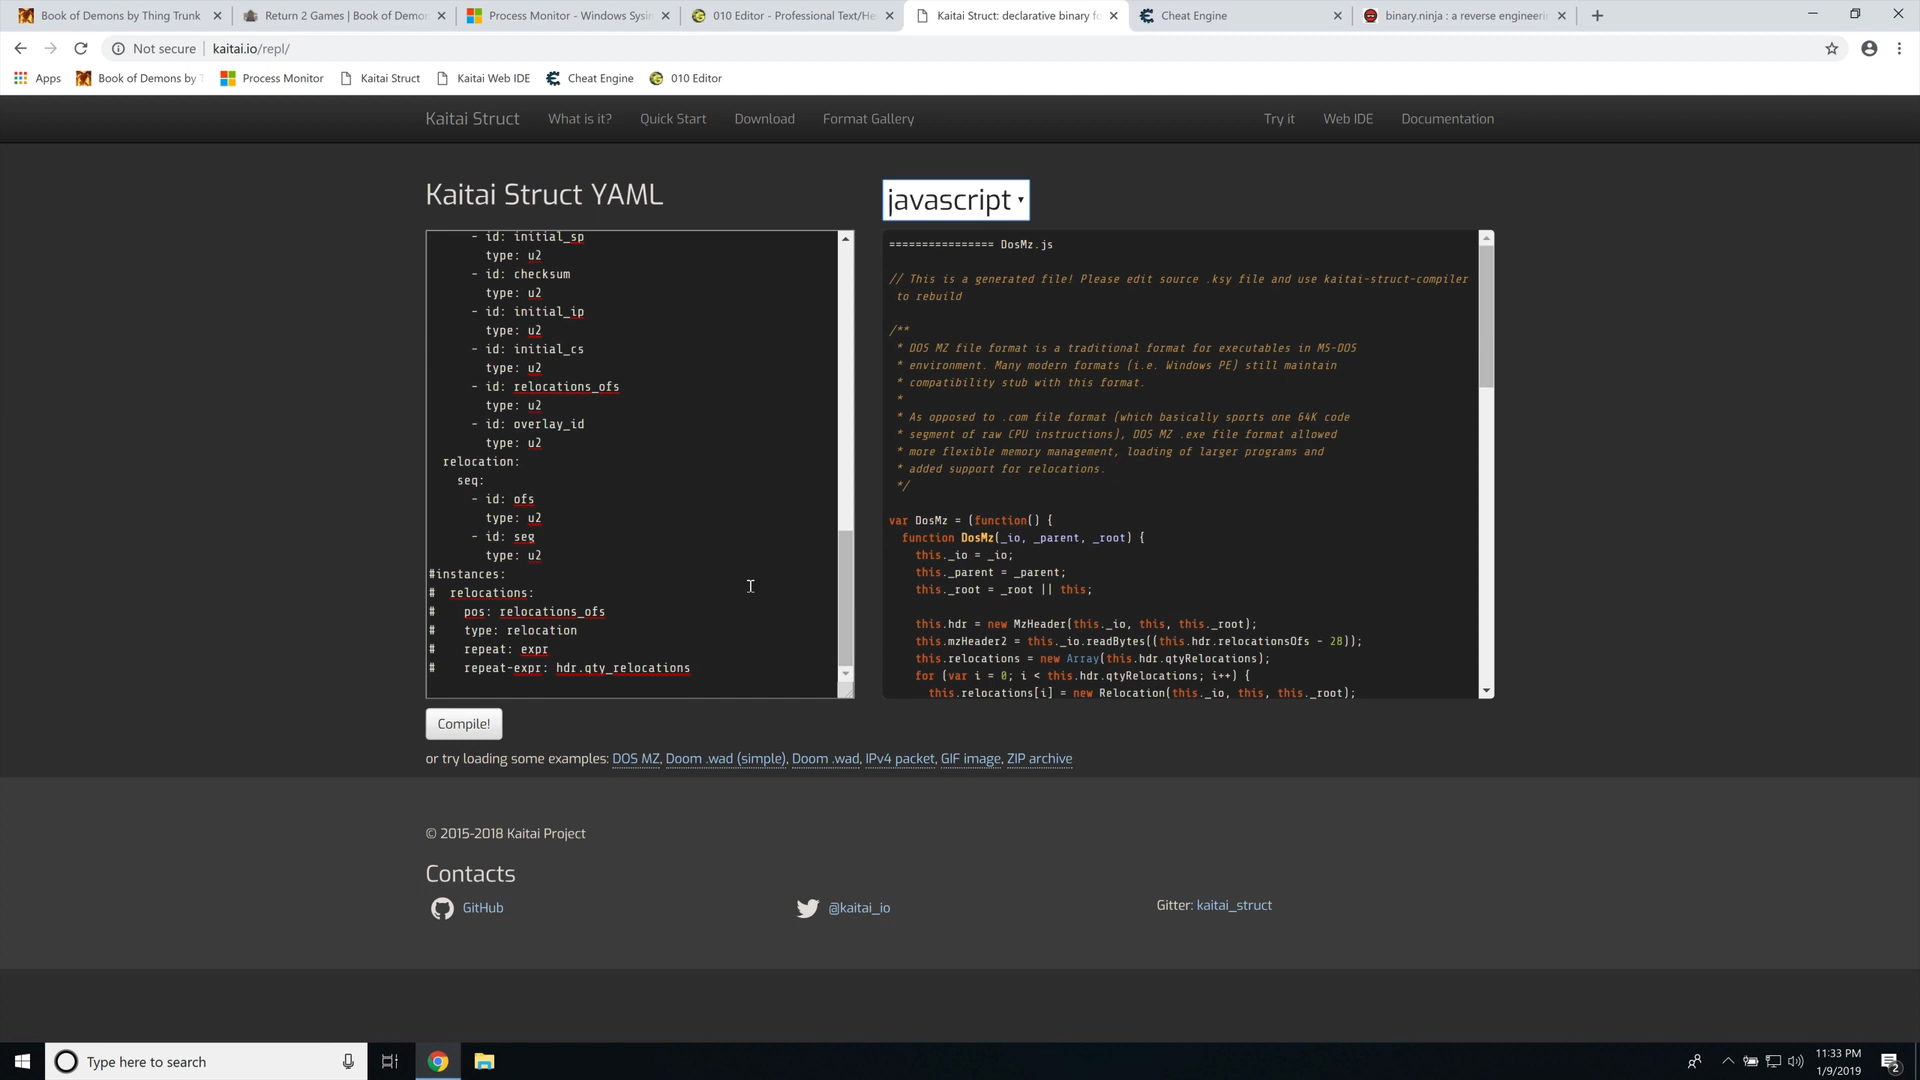 Book of Demons by Thing Trunk
Return 2 Games | Book of Demon
Process Monitor - Windows Sysin
010 Editor - Professional Text/He
Kaitai Struct: declarative binary fo
Cheat Engine
binary.ninja : a reverse engineerin
Not secure
kaitai.io/repl/
Apps
Book of Demons by T
Process Monitor
Kaitai Struct
Kaitai Web IDE
Cheat Engine
010 Editor
Kaitai Struct
What is it?
Quick Start
Download
Format Gallery
Try it
Web IDE
Documentation
Kaitai Struct YAML
javascript
- id: initial_sp
type: u2
- id: checksum
type: u2
- id: initial_ip
type: u2
- id: initial_cs
type: u2
- id: relocations_ofs
type: u2
- id: overlay_id
type: u2
relocation:
seq:
- id: ofs
type: u2
- id: seg
type: u2
#instances:
#  relocations:
#    pos: relocations_ofs
#    type: relocation
#    repeat: expr
#    repeat-expr: hdr.qty_relocations
================ DosMz.js
// This is a generated file! Please edit source .ksy file and use kaitai-struct-compiler
to rebuild
/**
* DOS MZ file format is a traditional format for executables in MS-DOS
* environment. Many modern formats (i.e. Windows PE) still maintain
* compatibility stub with this format.
*
* As opposed to .com file format (which basically sports one 64K code
* segment of raw CPU instructions), DOS MZ .exe file format allowed
* more flexible memory management, loading of larger programs and
* added support for relocations.
*/
var DosMz = (function() {
function DosMz(_io, _parent, _root) {
this._io = _io;
this._parent = _parent;
this._root = _root || this;
this.hdr = new MzHeader(this._io, this, this._root);
this.mzHeader2 = this._io.readBytes((this.hdr.relocationsOfs - 28));
this.relocations = new Array(this.hdr.qtyRelocations);
for (var i = 0; i < this.hdr.qtyRelocations; i++) {
this.relocations[i] = new Relocation(this._io, this, this._root);
Compile!
or try loading some examples: DOS MZ, Doom .wad (simple), Doom .wad, IPv4 packet, GIF image, ZIP archive
© 2015-2018 Kaitai Project
Contacts
GitHub
@kaitai_io
Gitter: kaitai_struct
Type here to search
11:33 PM
1/9/2019
2